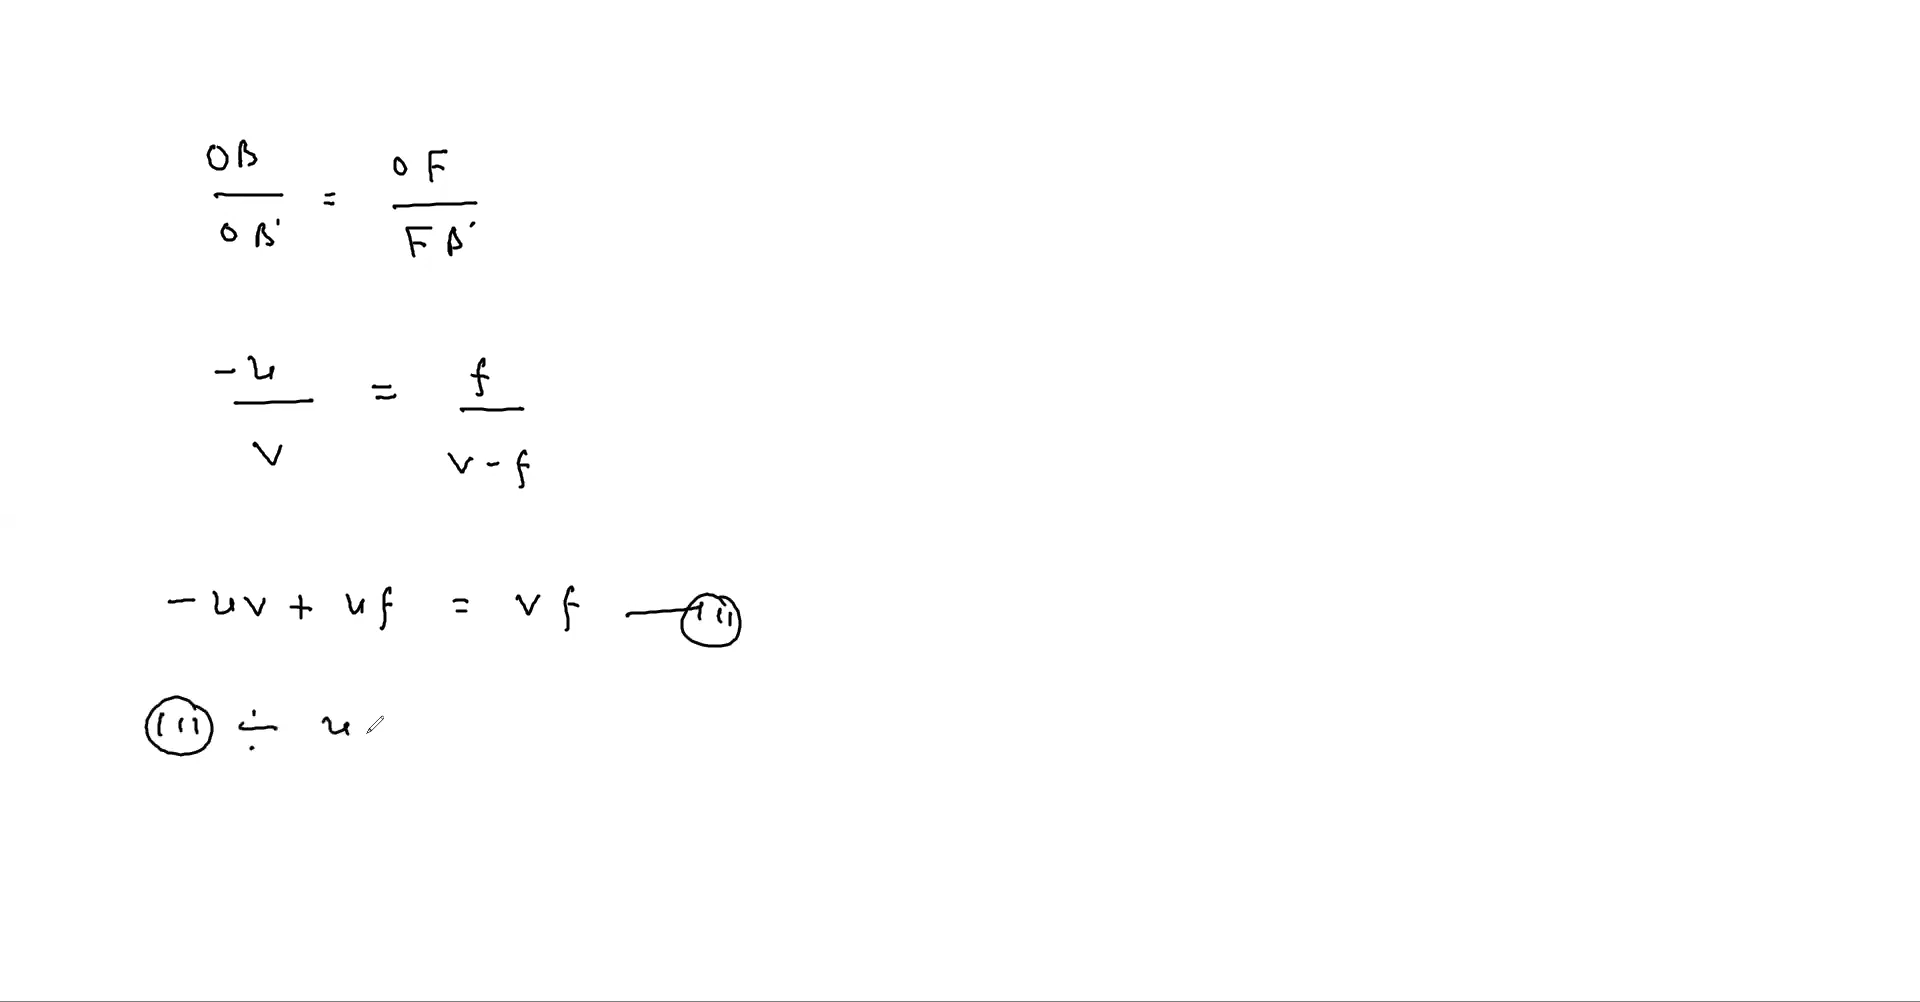 OB/OB' = OF/FB'
-u/v = f/v-f
-uv + uf = vf — (iii)
(iii) ÷ u